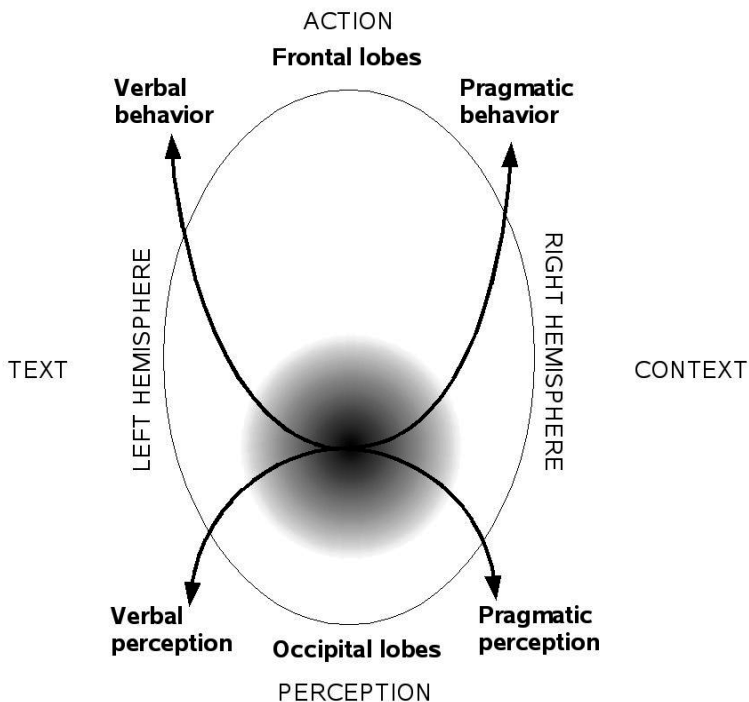 ACTION
Frontal lobes
Verbal
behavior
Pragmatic
behavior
LEFT HEMISPHERE
RIGHT HEMISPHERE
TEXT
CONTEXT
Verbal
perception
Pragmatic
perception
Occipital lobes
PERCEPTION